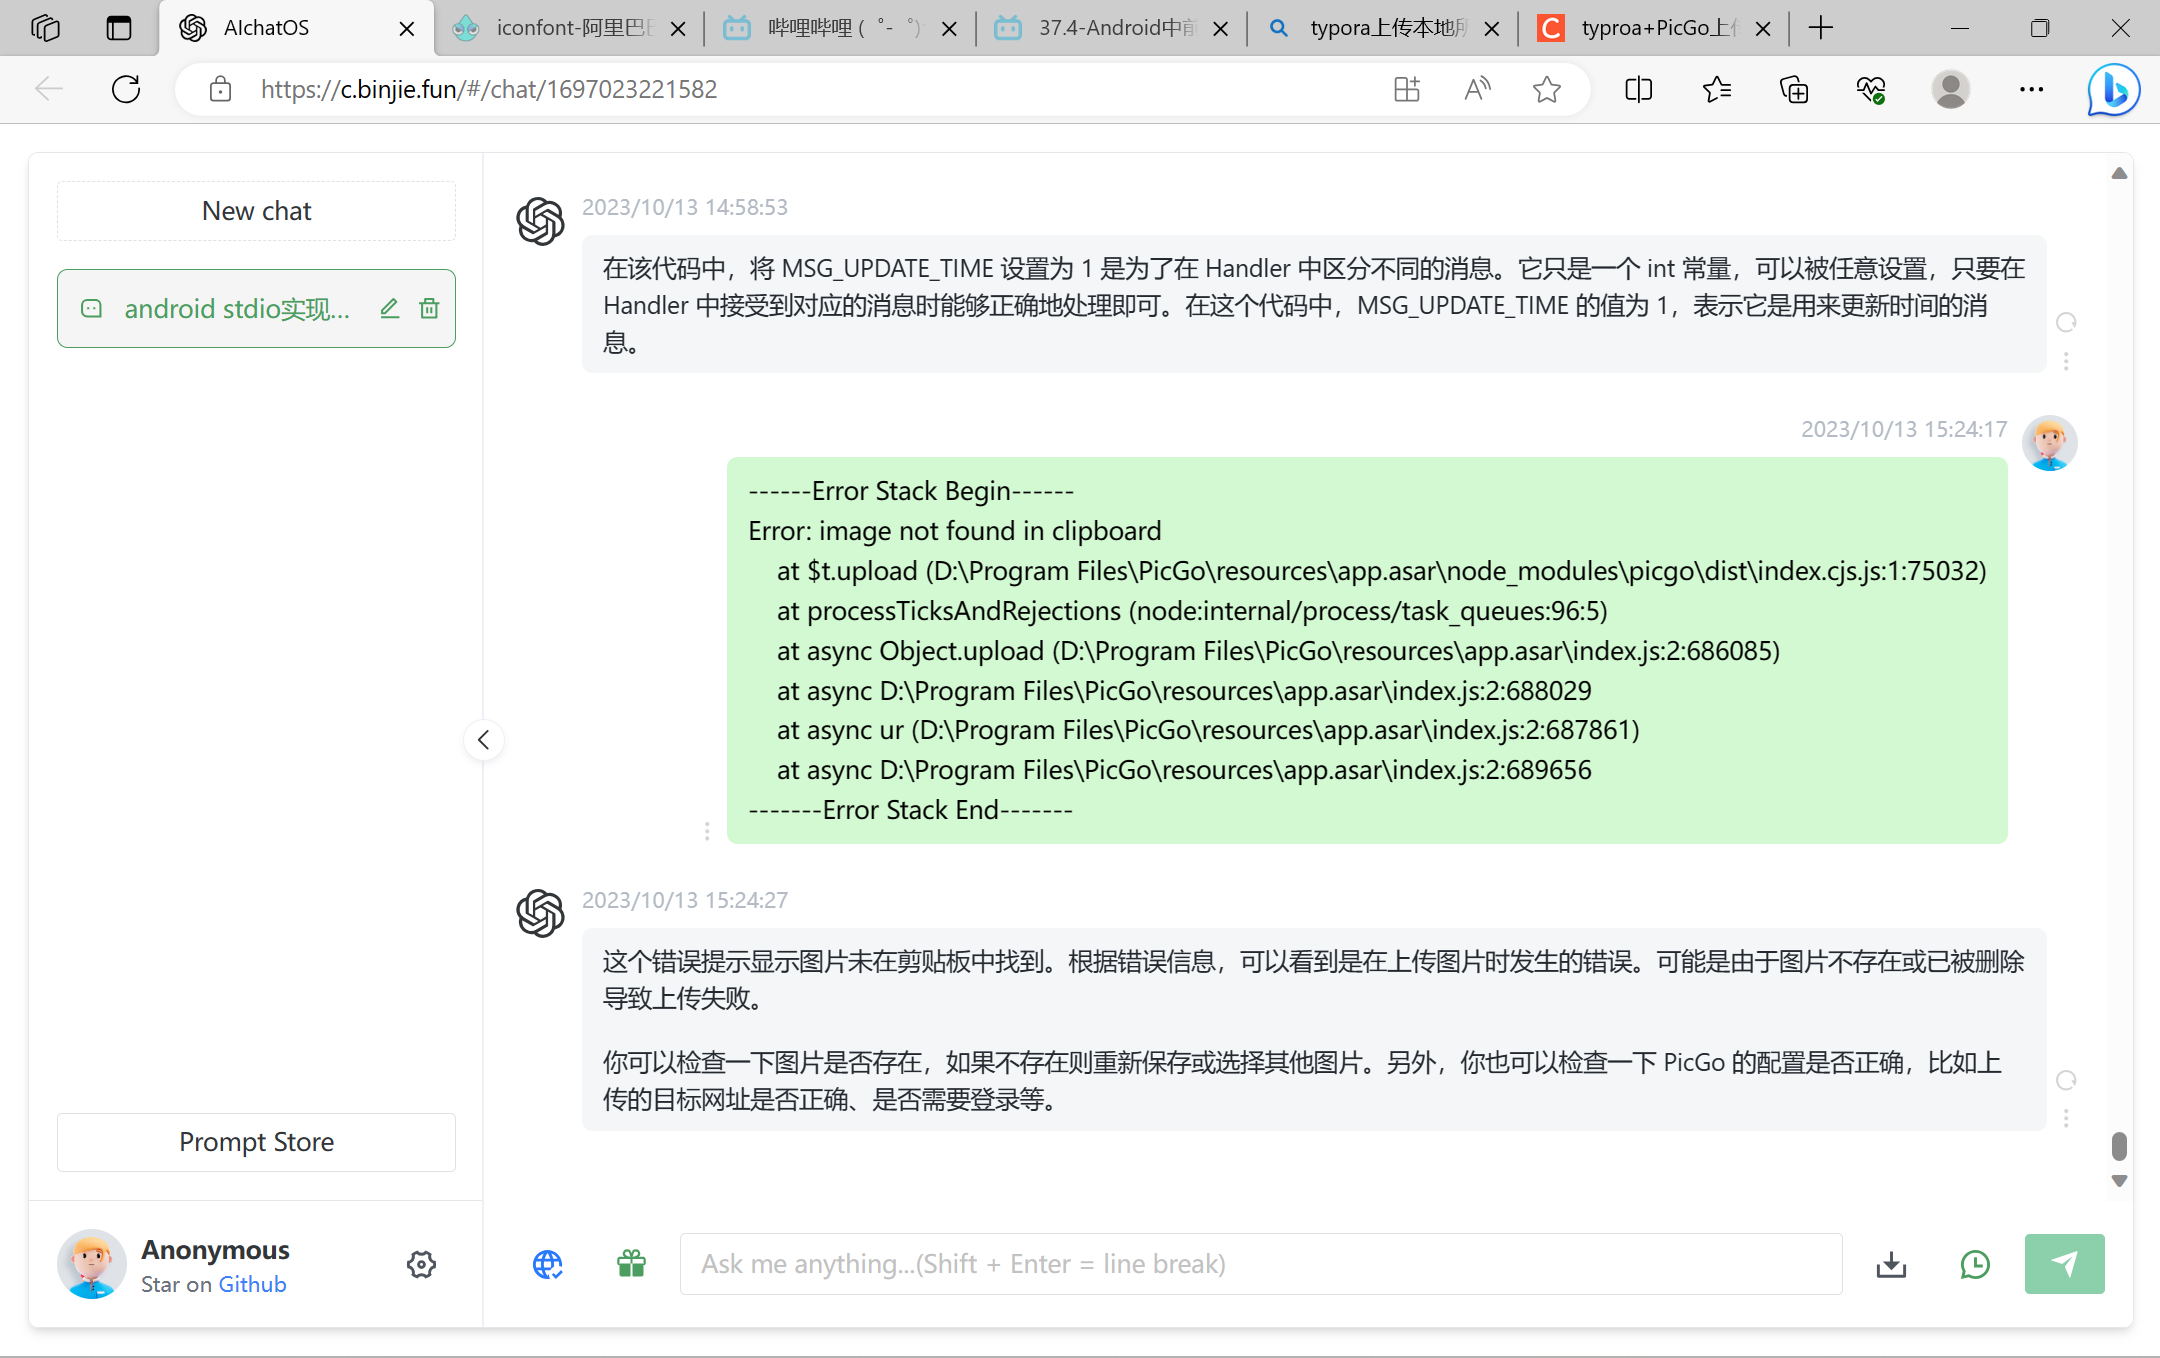 AIchatOS
iconfont-阿里巴巴
哔哩哔哩 (゜-゜)
37.4-Android中前
typora上传本地所
typroa+PicGo上传
https://c.binjie.fun/#/chat/1697023221582
New chat
android stdio实现...
2023/10/13 14:58:53
在该代码中，将 MSG_UPDATE_TIME 设置为 1 是为了在 Handler 中区分不同的消息。它只是一个 int 常量，可以被任意设置，只要在
Handler 中接受到对应的消息时能够正确地处理即可。在这个代码中，MSG_UPDATE_TIME 的值为 1，表示它是用来更新时间的消
息。
2023/10/13 15:24:17
------Error Stack Begin------
Error: image not found in clipboard
at $t.upload (D:\Program Files\PicGo\resources\app.asar\node_modules\picgo\dist\index.cjs.js:1:75032)
at processTicksAndRejections (node:internal/process/task_queues:96:5)
at async Object.upload (D:\Program Files\PicGo\resources\app.asar\index.js:2:686085)
at async D:\Program Files\PicGo\resources\app.asar\index.js:2:688029
at async ur (D:\Program Files\PicGo\resources\app.asar\index.js:2:687861)
at async D:\Program Files\PicGo\resources\app.asar\index.js:2:689656
-------Error Stack End-------
2023/10/13 15:24:27
这个错误提示显示图片未在剪贴板中找到。根据错误信息，可以看到是在上传图片时发生的错误。可能是由于图片不存在或已被删除
导致上传失败。
你可以检查一下图片是否存在，如果不存在则重新保存或选择其他图片。另外，你也可以检查一下 PicGo 的配置是否正确，比如上
传的目标网址是否正确、是否需要登录等。
Prompt Store
Anonymous
Star on Github
Ask me anything...(Shift + Enter = line break)